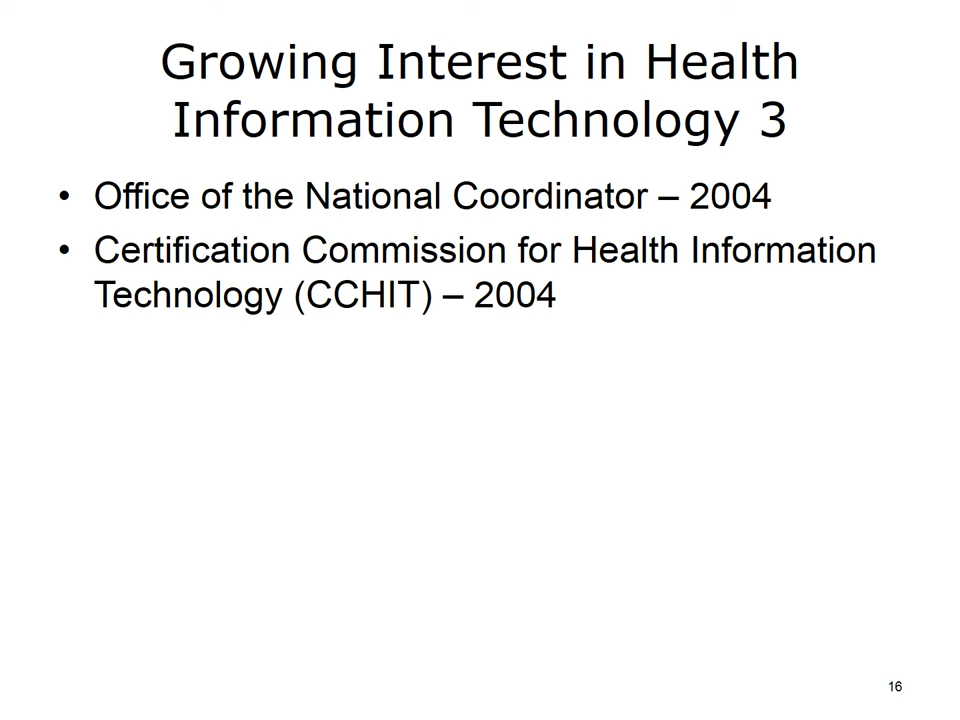 Growing Interest in Health
Information Technology 3
• Office of the National Coordinator – 2004
• Certification Commission for Health Information
Technology (CCHIT) – 2004
16